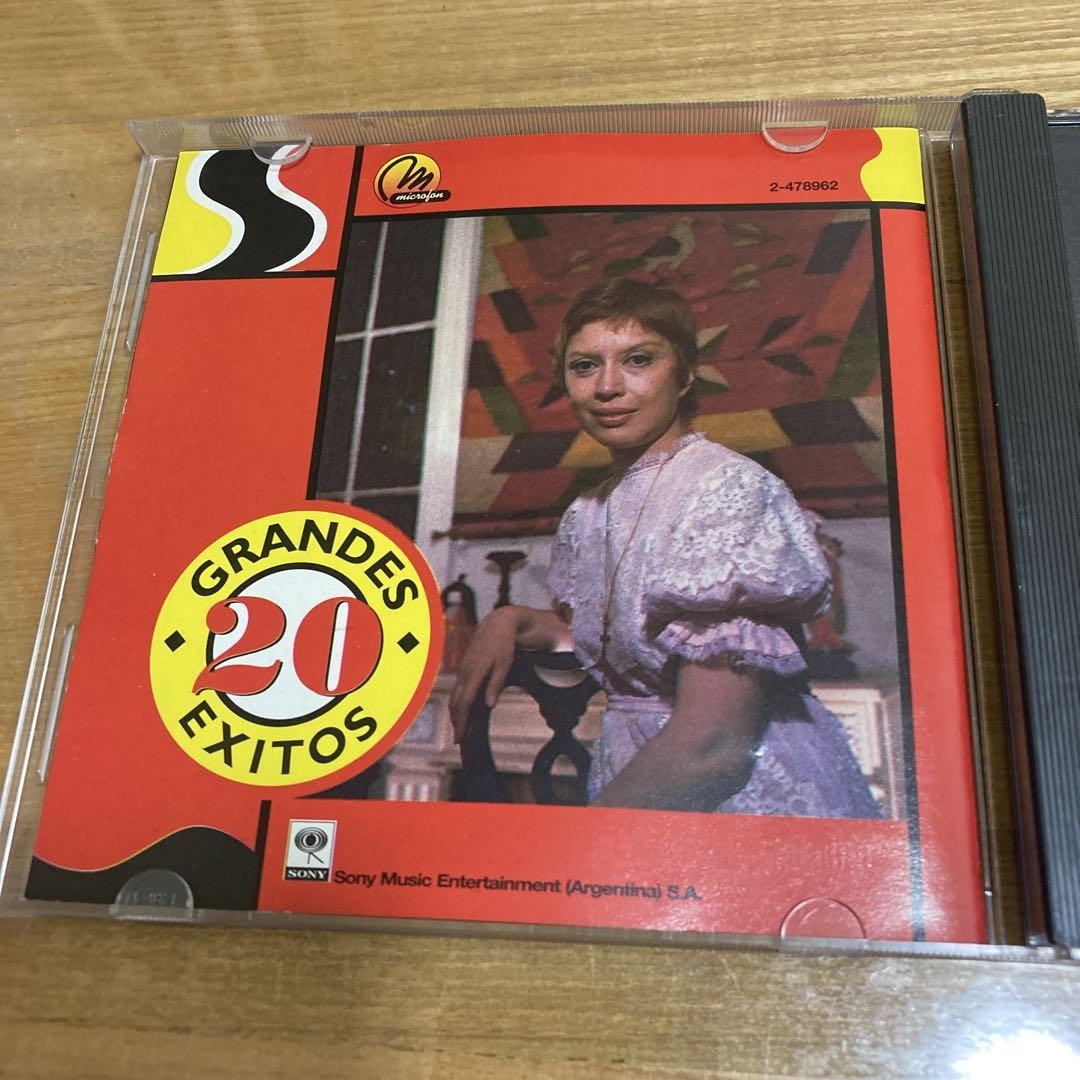 M
microfon
2-478962
GRANDES
20
EXITOS
SONY
Sony Music Entertainment (Argentina) S.A.